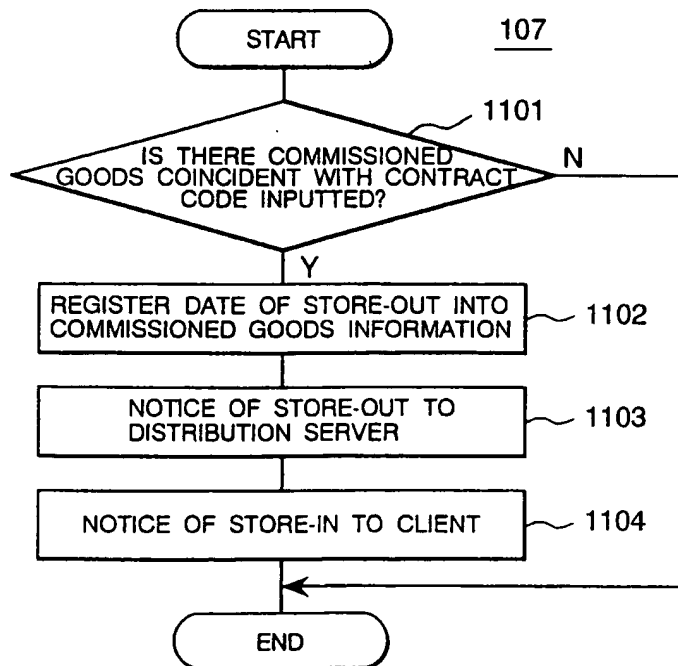 START
107
1101
IS THERE COMMISSIONED
GOODS COINCIDENT WITH CONTRACT
CODE INPUTTED?
N
Y
REGISTER DATE OF STORE-OUT INTO
COMMISSIONED GOODS INFORMATION
1102
NOTICE OF STORE-OUT TO
DISTRIBUTION SERVER
1103
NOTICE OF STORE-IN TO CLIENT
1104
END